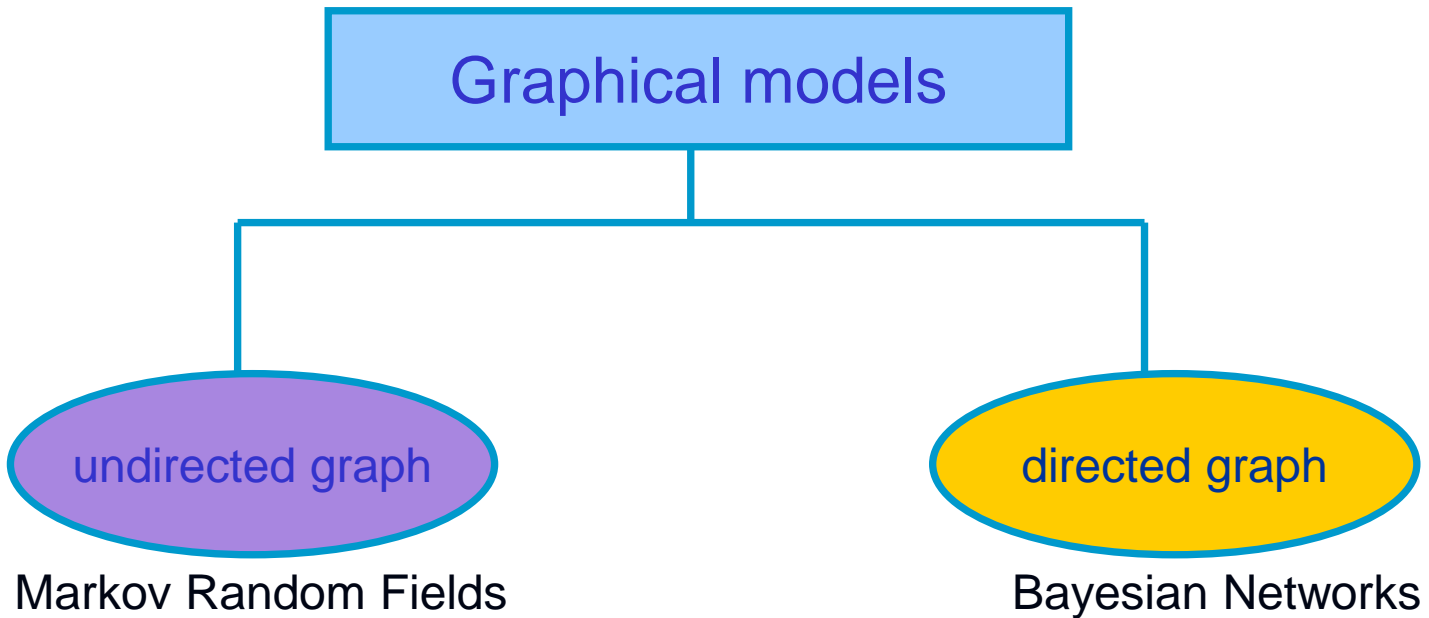 Graphical models
undirected graph
directed graph
Markov Random Fields
Bayesian Networks